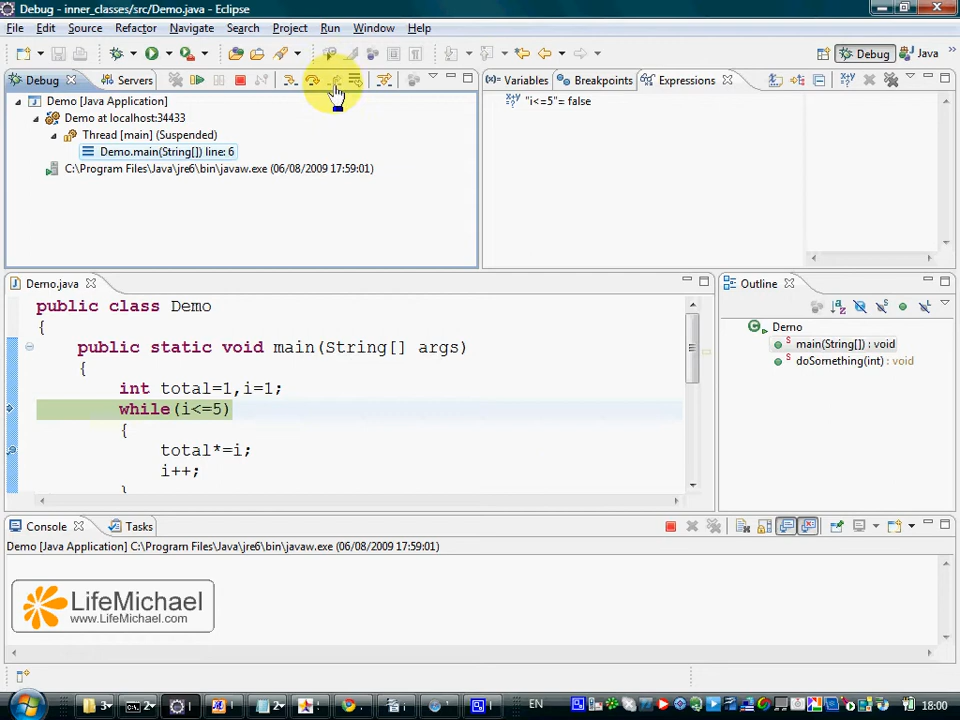 Debug - inner_classes/src/Demo.java - Eclipse
File Edit Source Refactor Navigate Search Project Run Window Help
Debug Java
Debug Servers
Variables Breakpoints Expressions
Demo [Java Application]
Demo at localhost:34433
Thread [main] (Suspended)
Demo.main(String[]) line: 6
C:\Program Files\Java\jre6\bin\javaw.exe (06/08/2009 17:59:01)
"i<=5"= false
Demo.java
Outline
public class Demo
{
public static void main(String[] args)
{
int total=1,i=1;
while(i<=5)
{
total*=i;
i++;
}
Demo
main(String[]) : void
doSomething(int) : void
Console Tasks
Demo [Java Application] C:\Program Files\Java\jre6\bin\javaw.exe (06/08/2009 17:59:01)
LifeMichael
www.LifeMichael.com
EN
18:00